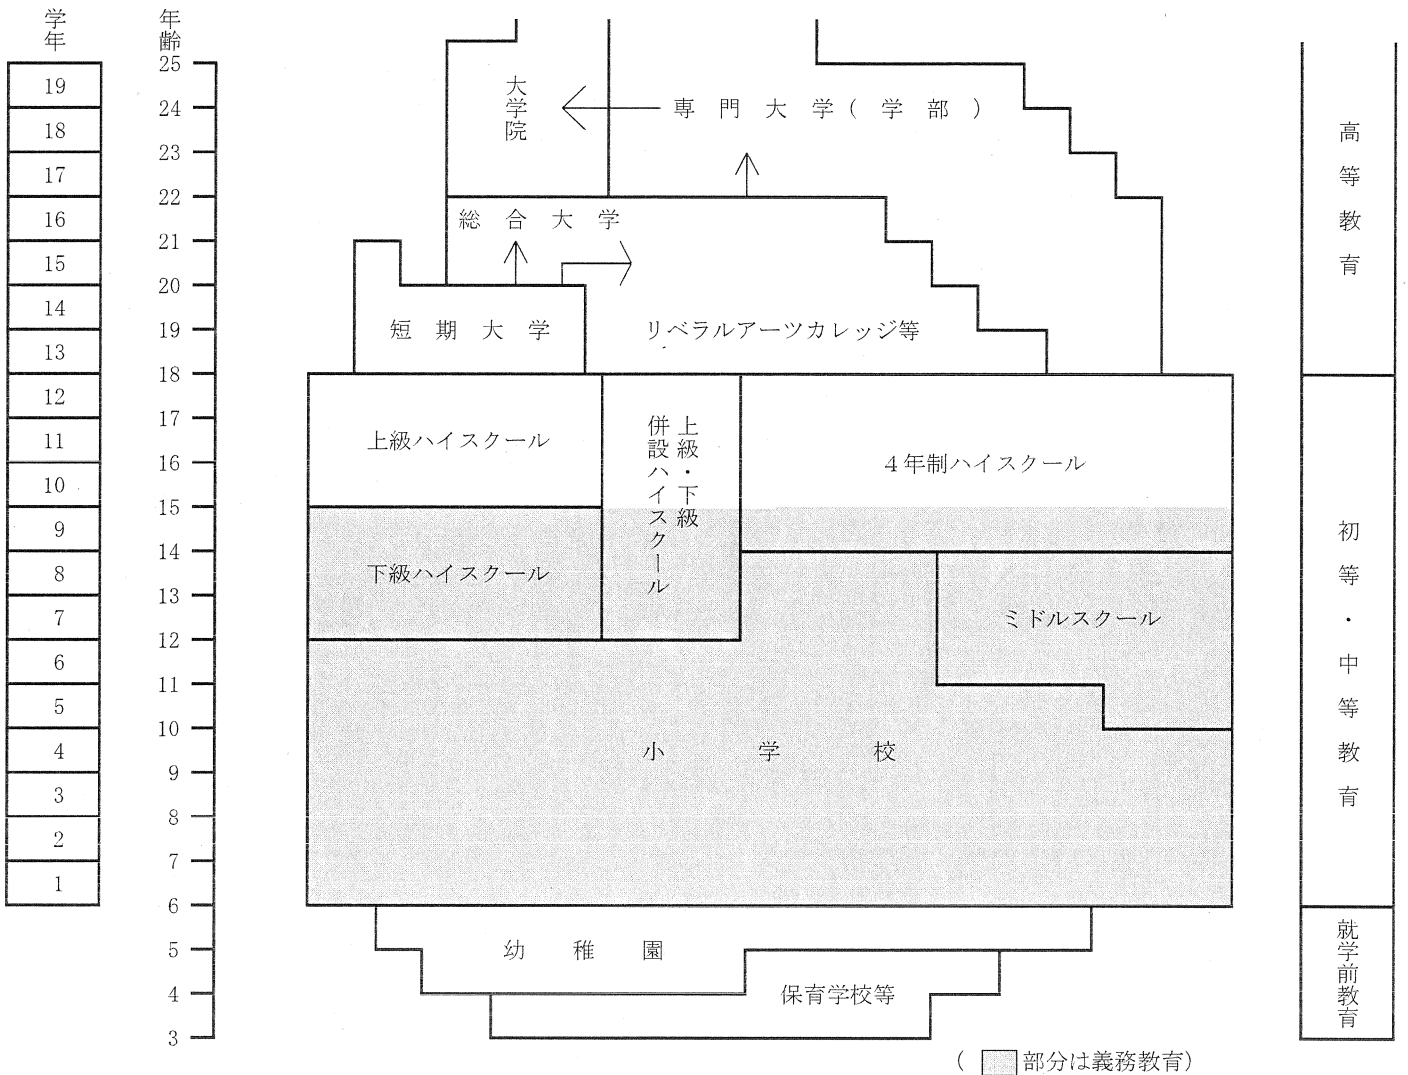 学年
年齢
19
18
17
16
15
14
13
12
11
10
9
8
7
6
5
4
3
2
1
25
24
23
22
21
20
19
18
17
16
15
14
13
12
11
10
9
8
7
6
5
4
3
大学院
専門大学(学部)
総合大学
短期大学
リベラルアーツカレッジ等
上級ハイスクール
上級・下級
併設ハイスクール
4年制ハイスクール
下級ハイスクール
ミドルスクール
小学校
幼稚園
保育学校等
高等教育
初等・中等教育
就学前教育
(部分は義務教育)